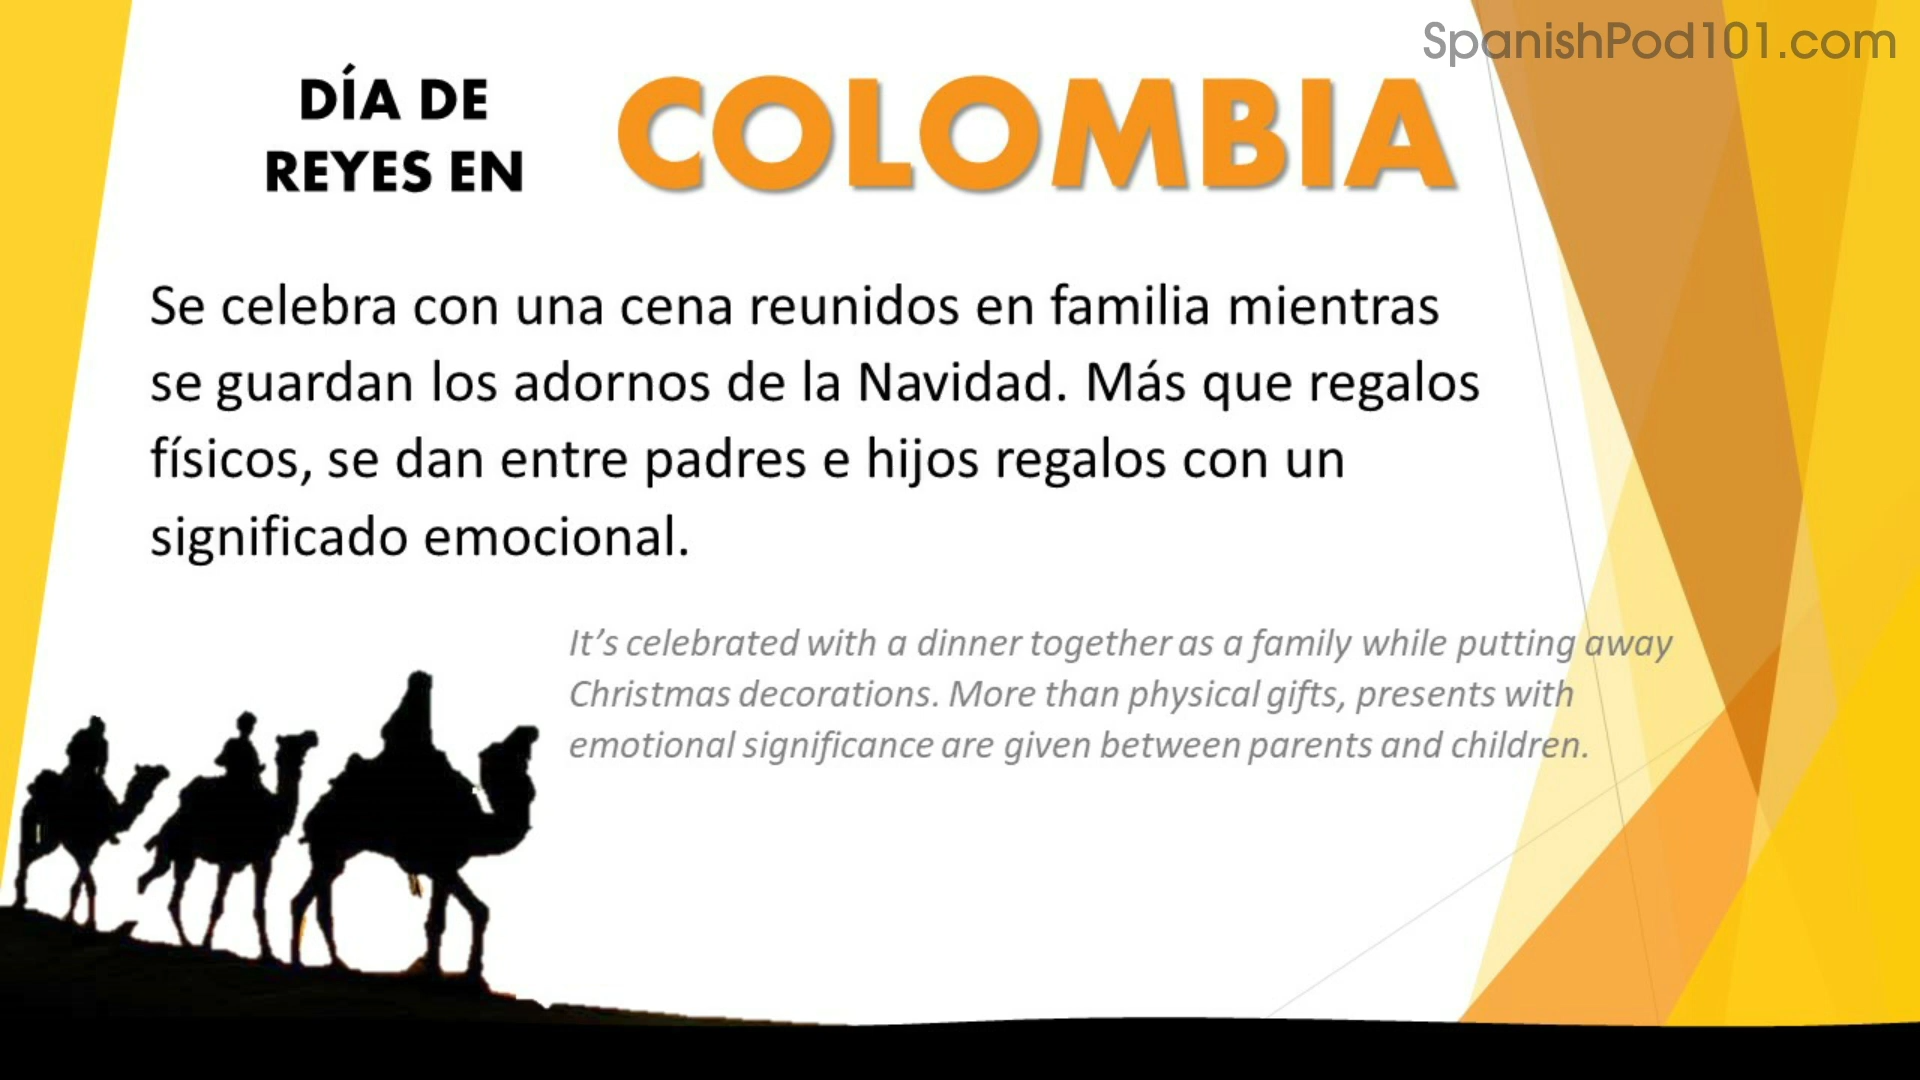 SpanishPod101.com
DÍA DE
REYES EN
COLOMBIA
Se celebra con una cena reunidos en familia mientras
se guardan los adornos de la Navidad. Más que regalos
físicos, se dan entre padres e hijos regalos con un
significado emocional.
It’s celebrated with a dinner together as a family while putting away
Christmas decorations. More than physical gifts, presents with
emotional significance are given between parents and children.